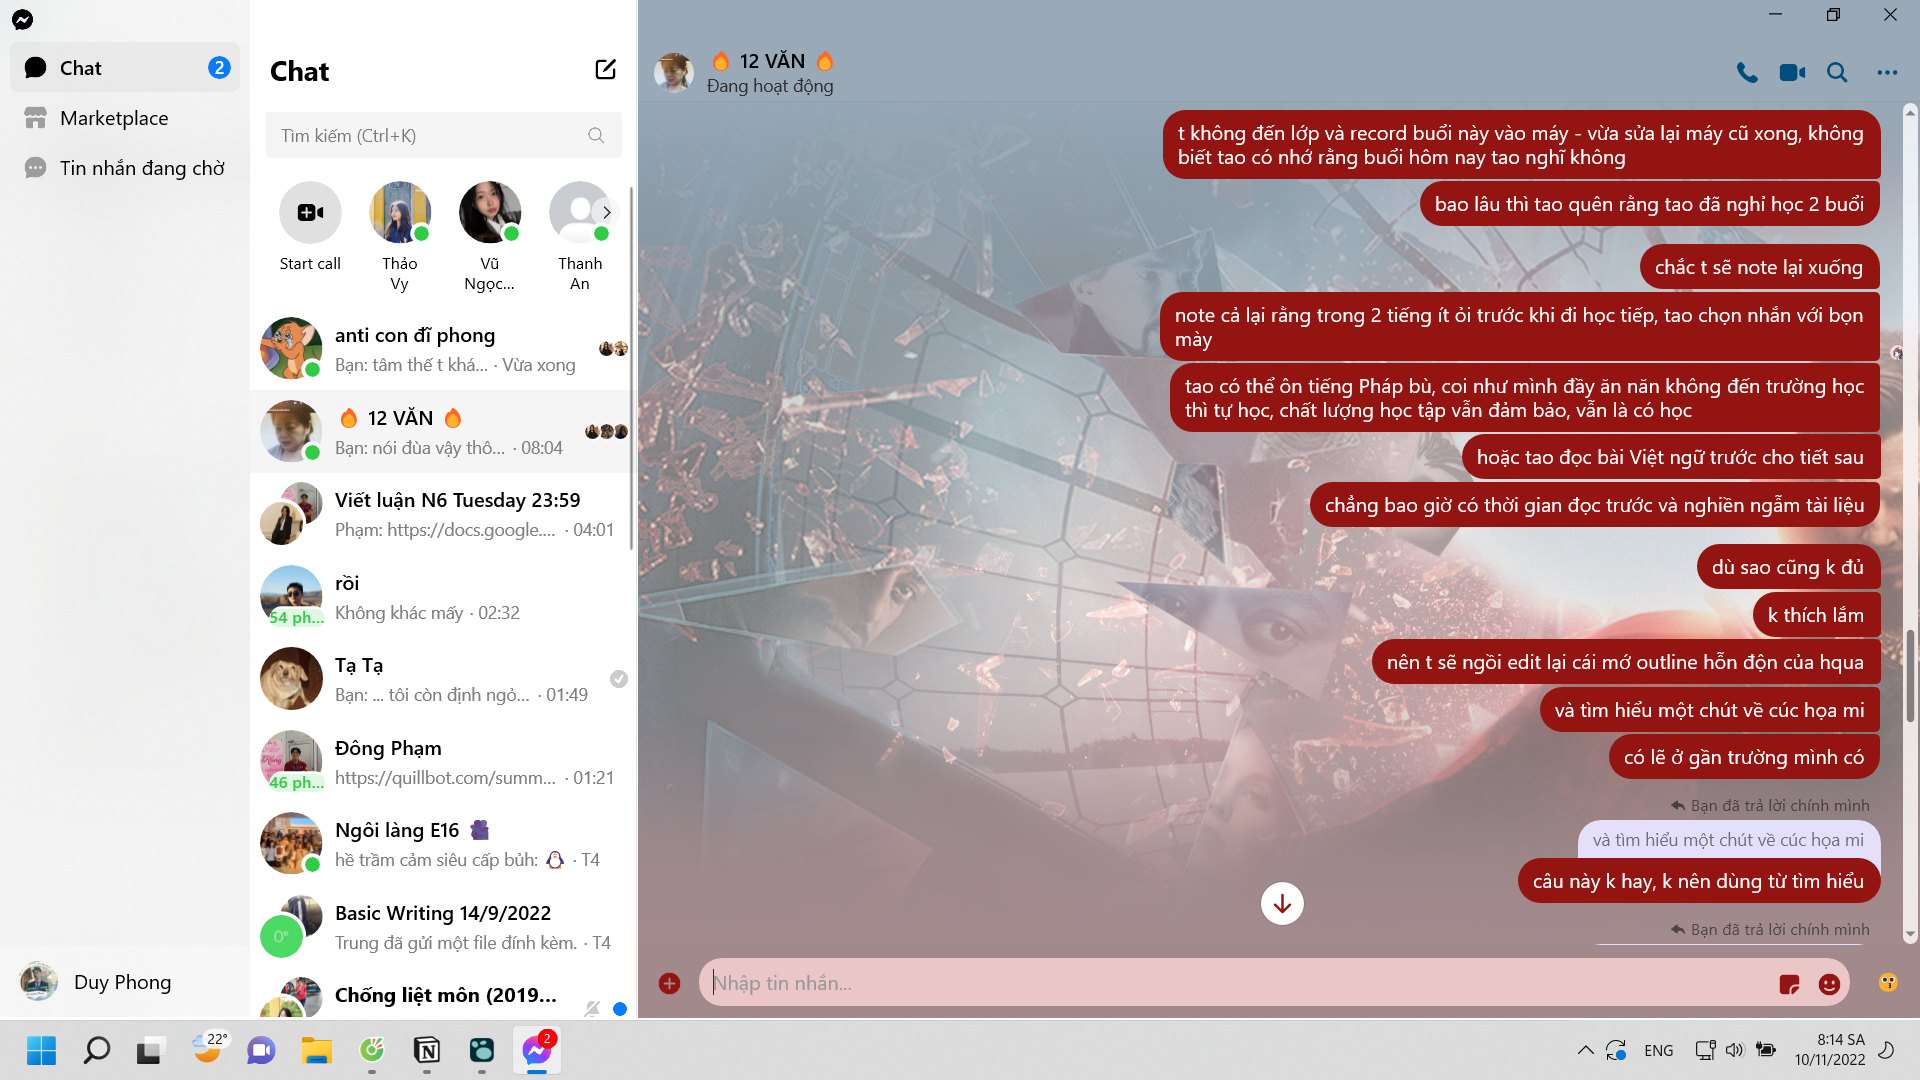 Chat
2
Marketplace
Tin nhắn đang chờ
Duy Phong
Chat
Tìm kiếm (Ctrl+K)
Start call
Thảo
Vy
Vũ
Ngọc...
Thanh
An
anti con đĩ phong
Bạn: tâm thế t khá... · Vừa xong
🔥 12 VĂN 🔥
Bạn: nói đùa vậy thô... · 08:04
Viết luận N6 Tuesday 23:59
Phạm: https://docs.google.... · 04:01
rồi
Không khác mấy · 02:32
54 ph...
Tạ Tạ
Bạn: ... tôi còn định ngỏ... · 01:49
Đông Phạm
https://quillbot.com/summ... · 01:21
46 ph...
Ngôi làng E16
hề trầm cảm siêu cấp bủh: 🐧 · T4
Basic Writing 14/9/2022
Trung đã gửi một file đính kèm. · T4
Chống liệt môn (2019...
🔥 12 VĂN 🔥
Đang hoạt động
t không đến lớp và record buổi này vào máy - vừa sửa lại máy cũ xong, không
biết tao có nhớ rằng buổi hôm nay tao nghĩ không
bao lâu thì tao quên rằng tao đã nghỉ học 2 buổi
chắc t sẽ note lại xuống
note cả lại rằng trong 2 tiếng ít ỏi trước khi đi học tiếp, tao chọn nhắn với bọn
mày
tao có thể ôn tiếng Pháp bù, coi như mình đầy ăn năn không đến trường học
thì tự học, chất lượng học tập vẫn đảm bảo, vẫn là có học
hoặc tao đọc bài Việt ngữ trước cho tiết sau
chẳng bao giờ có thời gian đọc trước và nghiền ngẫm tài liệu
dù sao cũng k đủ
k thích lắm
nên t sẽ ngồi edit lại cái mớ outline hỗn độn của hqua
và tìm hiểu một chút về cúc họa mi
có lẽ ở gần trường mình có
Bạn đã trả lời chính mình
và tìm hiểu một chút về cúc họa mi
câu này k hay, k nên dùng từ tìm hiểu
Bạn đã trả lời chính mình
Nhập tin nhắn...
22°
2
ENG
8:14 SA
10/11/2022